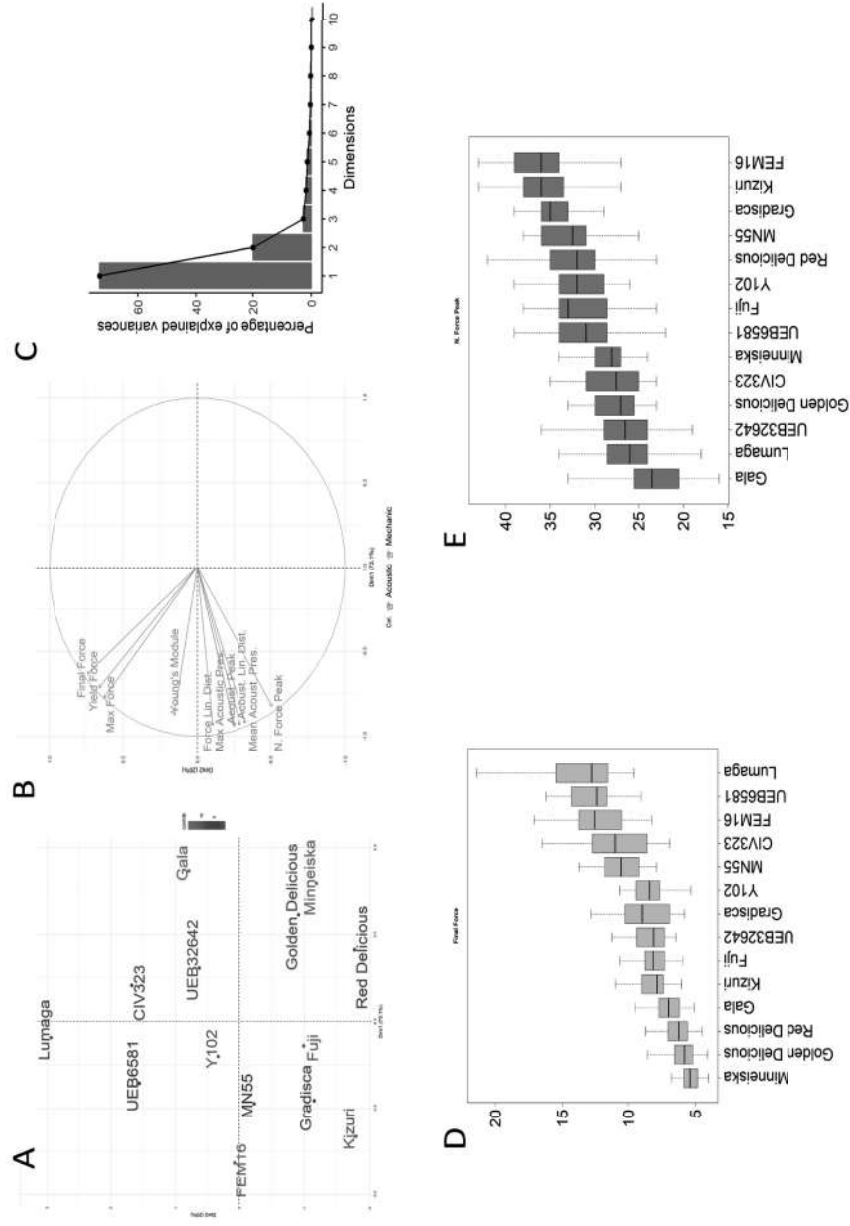 A
Lumaga
UEB6581
CIV323
Y102
UEB32642
Gala
FEM16
MN55
Gradisca
Fuji
Kizuri
Golden Delicious
Minneiska
Red Delicious
B
Final Force
Yield Force
Max Force
Young's Module
Force Lin. Dist.
Max Acoustic Pres.
Acoust. Peak
Acoust. Lin. Dist.
Mean Acoust. Pres.
N. Force Peak
Acoustic
Mechanic
C
Percentage of explained variances
60
40
20
0
1 2 3 4 5 6 7 8 9 10
Dimensions
D
Final Force
20
15
10
5
Minneiska
Golden Delicious
Red Delicious
Gala
Kizuri
Fuji
UEB32642
Gradisca
Y102
MN55
CIV323
FEM16
UEB6581
Lumaga
E
N. Force Peak
40
35
30
25
20
15
Gala
Lumaga
UEB32642
Golden Delicious
CIV323
Minneiska
UEB6581
Fuji
Y102
Red Delicious
MN55
Gradisca
Kizuri
FEM16